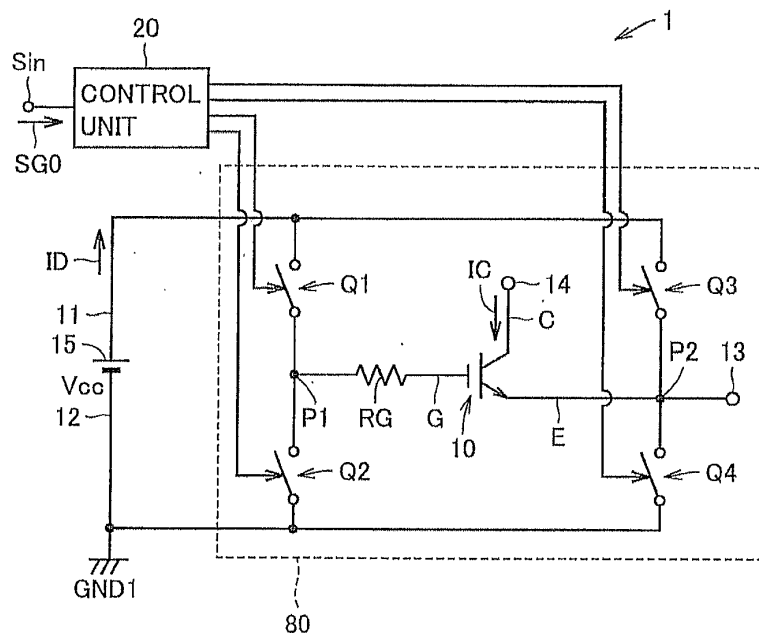 1
20
Sin
CONTROL
UNIT
SG0
ID
Q1
IC
14
C
Q3
11
15
Vcc
12
P2
13
P1
RG
G
10
E
Q2
Q4
GND1
80